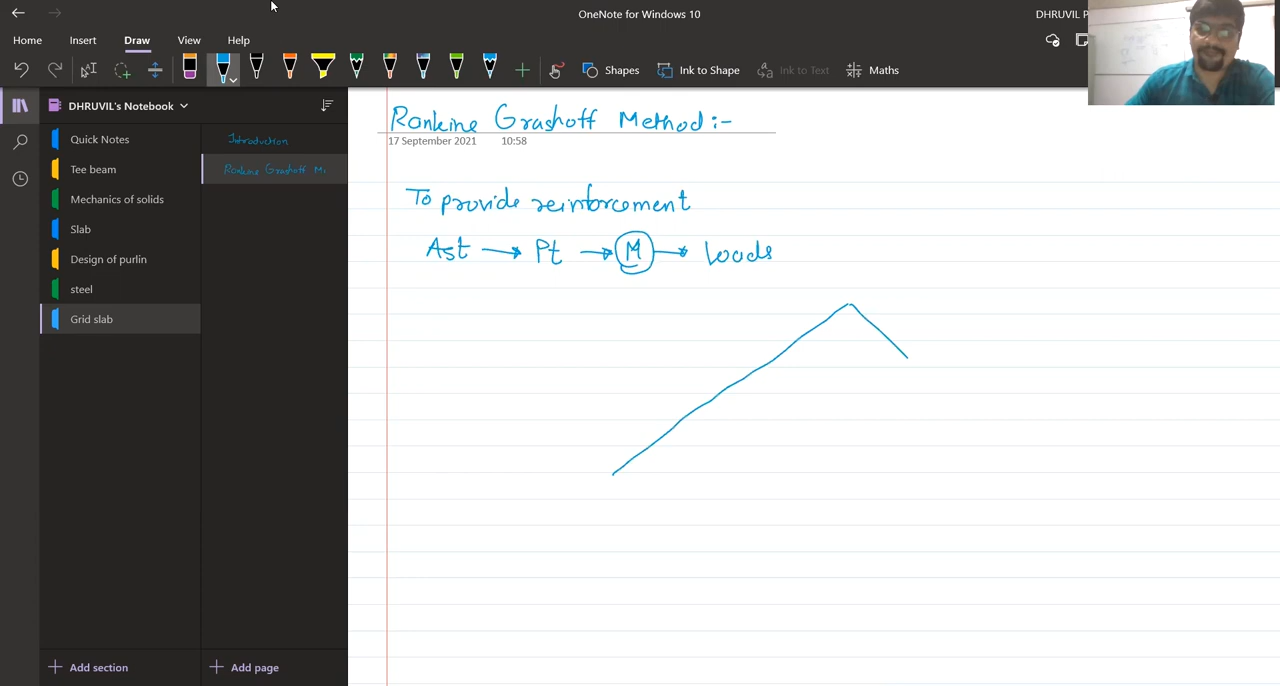 OneNote for Windows 10
DHRUVIL P
Home Insert Draw View Help
Shapes Ink to Shape Ink to Text Maths
DHRUVIL's Notebook
Quick Notes
Tee beam
Mechanics of solids
Slab
Design of purlin
steel
Grid slab
Add section
Introduction
Rankine Grashoff M
Add page
Rankine Grashoff Method:-
17 September 2021 10:58
To provide reinforcement
Ast → Pt → M → Loads